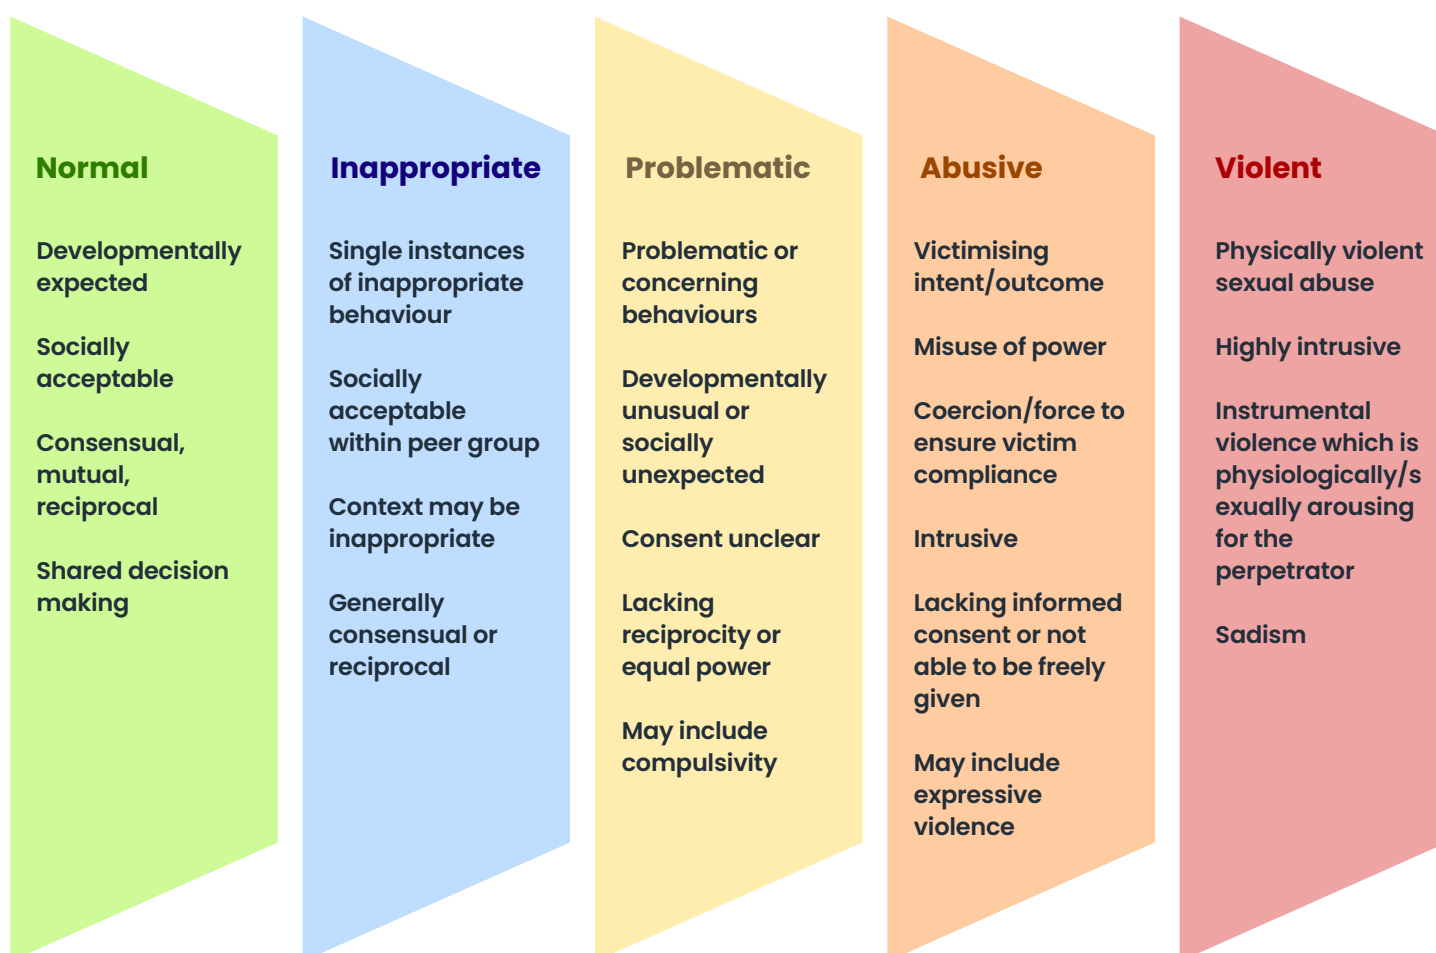 Normal
Developmentally
expected
Socially
acceptable
Consensual,
mutual,
reciprocal
Shared decision
making
Inappropriate
Single instances
of inappropriate
behaviour
Socially
acceptable
within peer group
Context may be
inappropriate
Generally
consensual or
reciprocal
Problematic
Problematic or
concerning
behaviours
Developmentally
unusual or
socially
unexpected
Consent unclear
Lacking
reciprocity or
equal power
May include
compulsivity
Abusive
Victimising
intent/outcome
Misuse of power
Coercion/force to
ensure victim
compliance
Intrusive
Lacking informed
consent or not
able to be freely
given
May include
expressive
violence
Violent
Physically violent
sexual abuse
Highly intrusive
Instrumental
violence which is
physiologically/s
exually arousing
for the
perpetrator
Sadism